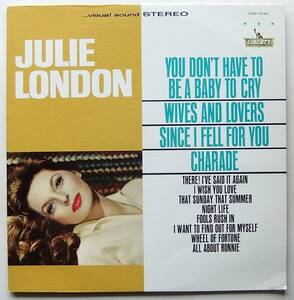 ...visual sound STEREO
JULIE
LONDON
LIBERTY
YOU DON'T HAVE TO
BE A BABY TO CRY
WIVES AND LOVERS
SINCE I FELL FOR YOU
CHARADE
THERE! I'VE SAID IT AGAIN
I WISH YOU LOVE
THAT SUNDAY THAT SUMMER
NIGHT LIFE
FOOLS RUSH IN
I WANT TO FIND OUT FOR MYSELF
WHEEL OF FORTUNE
ALL ABOUT RONNIE